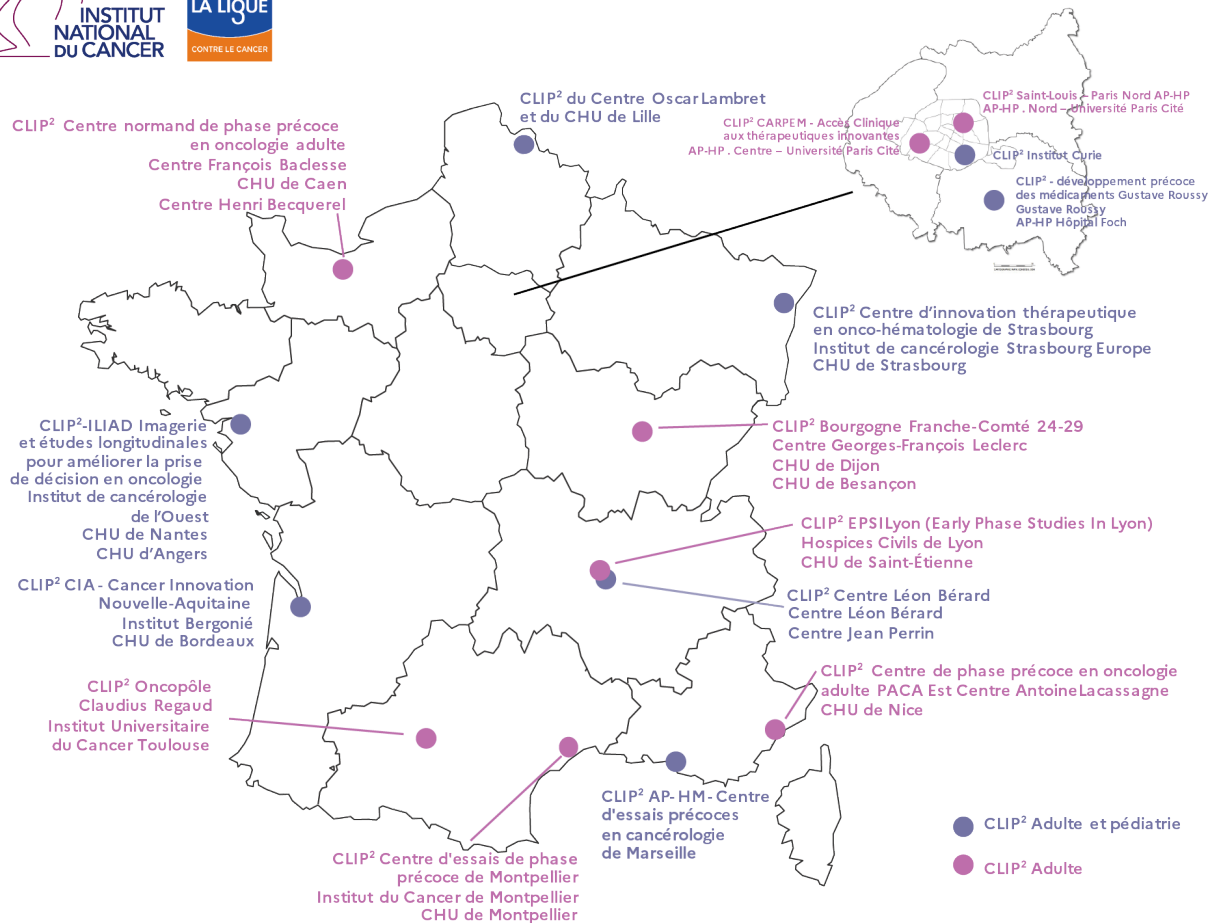 INSTITUT
NATIONAL
DU CANCER
LA LIGUE
CONTRE LE CANCER
CLIP² Centre normand de phase précoce
en oncologie adulte
Centre François Baclesse
CHU de Caen
Centre Henri Becquerel
CLIP² du Centre Oscar Lambret
et du CHU de Lille
CLIP² CARPEM - Accès Clinique
aux thérapeutiques innovantes
AP-HP . Centre – Université Paris Cité
CLIP² Saint-Louis – Paris Nord AP-HP
AP-HP . Nord – Université Paris Cité
CLIP² Institut Curie
CLIP² - développement précoce
des médicaments Gustave Roussy
Gustave Roussy
AP-HP Hôpital Foch
CLIP² Centre d’innovation thérapeutique
en onco-hématologie de Strasbourg
Institut de cancérologie Strasbourg Europe
CHU de Strasbourg
CLIP²-ILIAD Imagerie
et études longitudinales
pour améliorer la prise
de décision en oncologie
Institut de cancérologie
de l’Ouest
CHU de Nantes
CHU d’Angers
CLIP² Bourgogne Franche-Comté 24-29
Centre Georges-François Leclerc
CHU de Dijon
CHU de Besançon
CLIP² EPSILyon (Early Phase Studies In Lyon)
Hospices Civils de Lyon
CHU de Saint-Étienne
CLIP² CIA - Cancer Innovation
Nouvelle-Aquitaine
Institut Bergonié
CHU de Bordeaux
CLIP² Centre Léon Bérard
Centre Léon Bérard
Centre Jean Perrin
CLIP² Oncopôle
Claudius Regaud
Institut Universitaire
du Cancer Toulouse
CLIP² Centre de phase précoce en oncologie
adulte PACA Est Centre Antoine Lacassagne
CHU de Nice
CLIP² AP-HM - Centre
d'essais précoces
en cancérologie
de Marseille
CLIP² Centre d'essais de phase
précoce de Montpellier
Institut du Cancer de Montpellier
CHU de Montpellier
CLIP² Adulte et pédiatrie
CLIP² Adulte